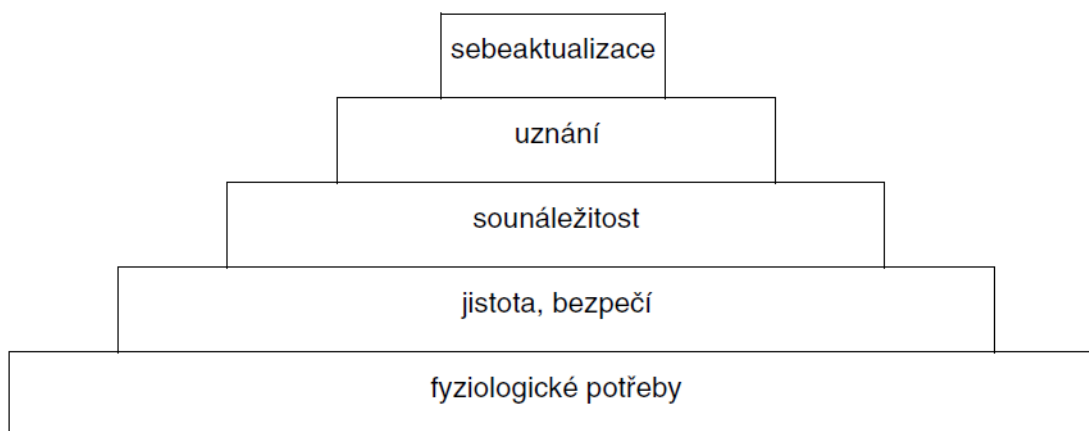 sebeaktualizace
uznání
sounáležitost
jistota, bezpečí
fyziologické potřeby